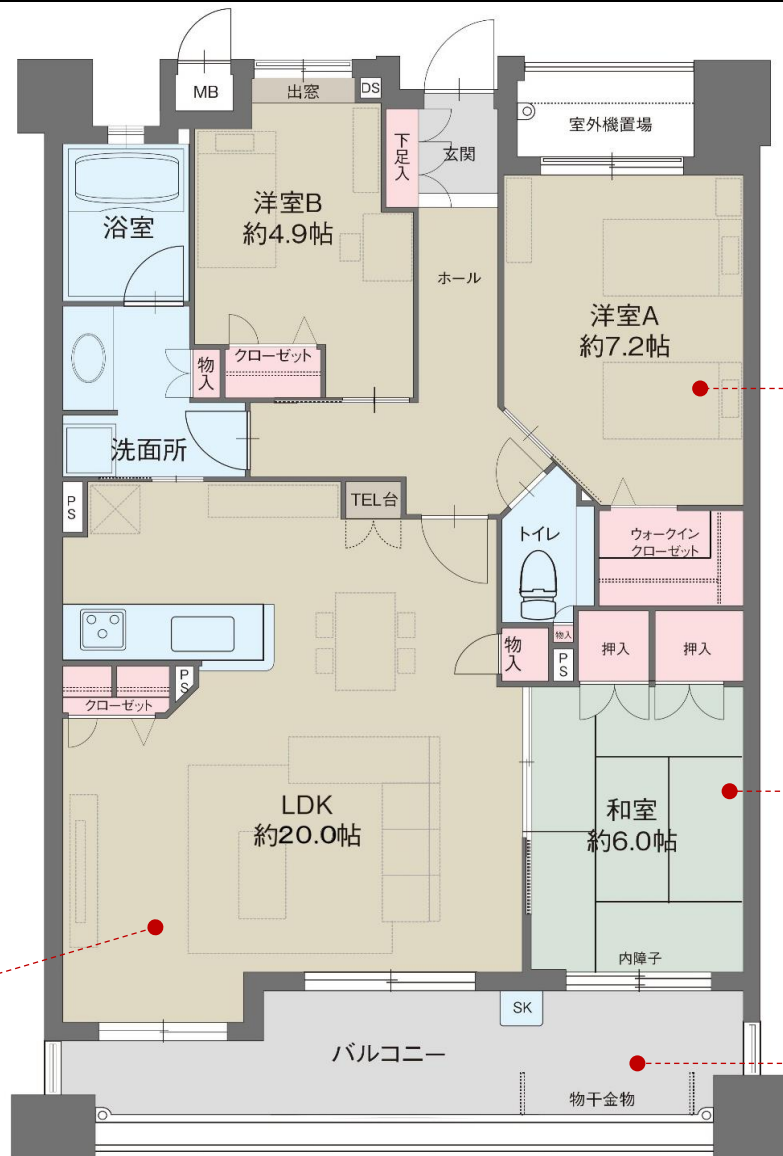 MB
出窓
DS
室外機置場
下足入
玄関
浴室
洋室B
約4.9帖
ホール
洋室A
約7.2帖
クローゼット
物入
洗面所
PS
TEL台
トイレ
ウォークイン
クローゼット
物入
物入
PS
押入
押入
PS
クローゼット
LDK
約20.0帖
和室
約6.0帖
内障子
SK
バルコニー
物干金物